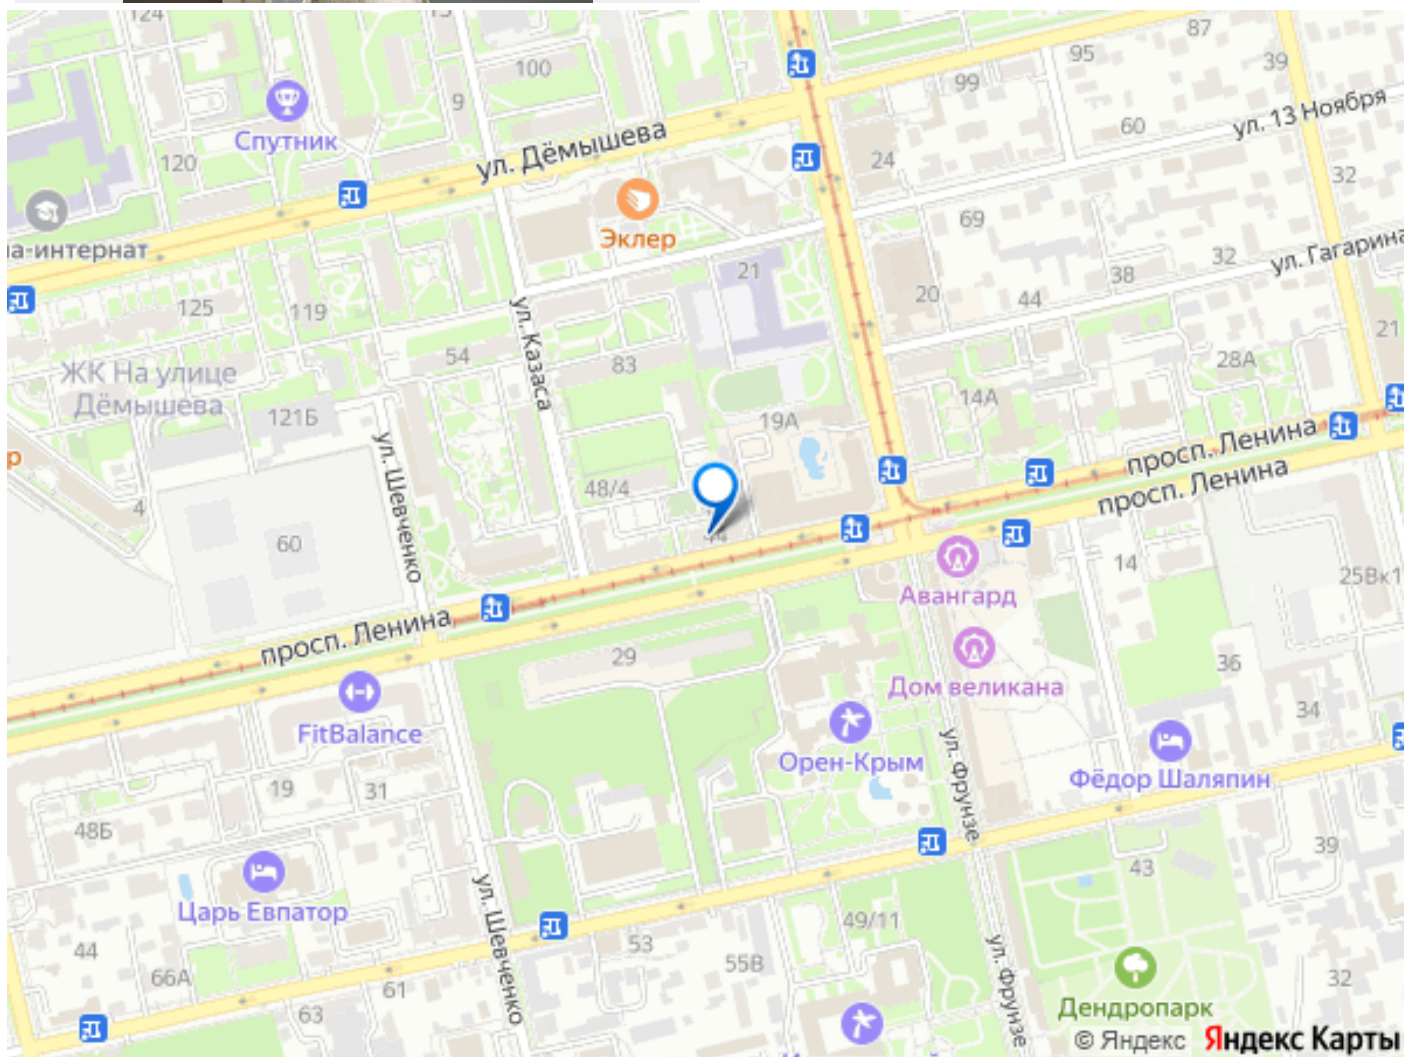 124
100
95
87
39
99
9
Спутник
ул. Дёмышева
60
ул. 13 Ноября
120
24
32
Эклер
69
на-интернат
21
38
32
ул. Гагарина
125
119
20
44
ул. Казаса
54
83
28А
21
ЖК На улице
Дёмышева
14А
121Б
19А
ул. Шевченко
просп. Ленина
просп. Ленина
4
48/4
60
44
14
25Вк1
Авангард
просп. Ленина
29
36
Дом великана
34
FitBalance
Орен-Крым
ул. Фрунзе
Фёдор Шаляпин
19
31
48Б
39
43
Царь Евпатор
ул. Шевченко
49/11
44
53
55В
66А
61
63
ул. Фрунзе
32
Дендропарк
© Яндекс Яндекс Карты